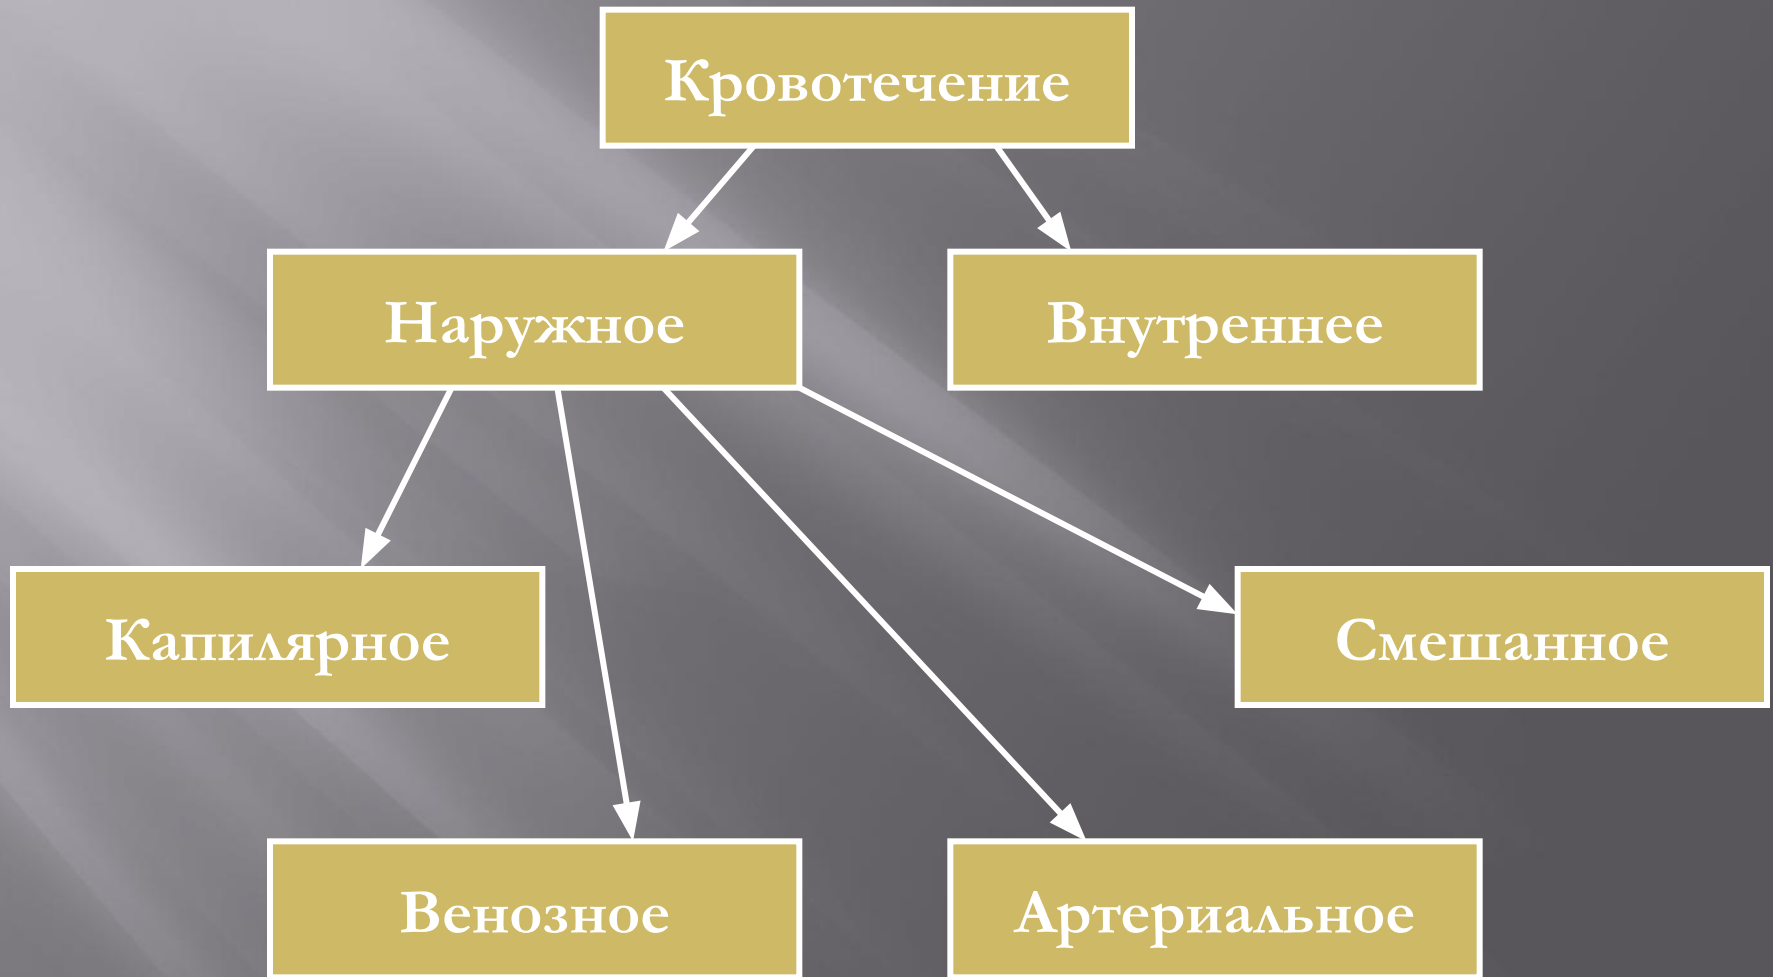 Кровотечение
Наружное
Внутреннее
Капилярное
Смешанное
Венозное
Артериальное